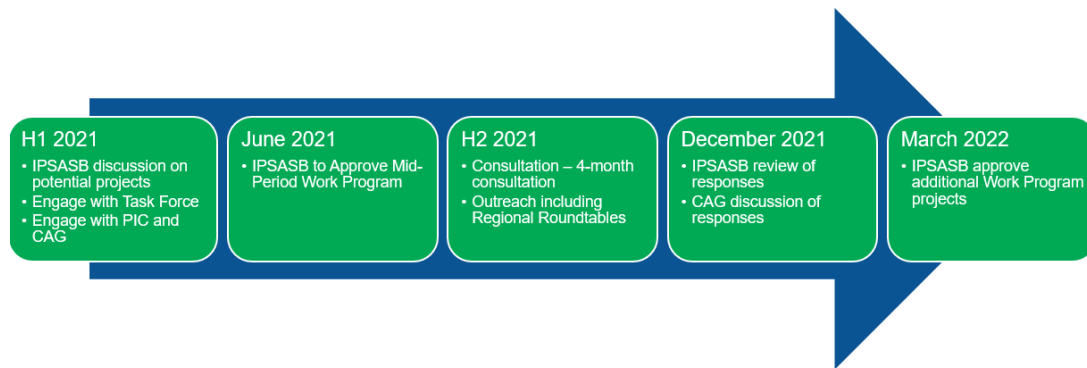 H1 2021
• IPSASB discussion on
potential projects
• Engage with Task Force
• Engage with PIC and
CAG
June 2021
• IPSASB to Approve Mid-
Period Work Program
H2 2021
• Consultation – 4-month
consultation
• Outreach including
Regional Roundtables
December 2021
• IPSASB review of
responses
• CAG discussion of
responses
March 2022
• IPSASB approve
additional Work Program
projects